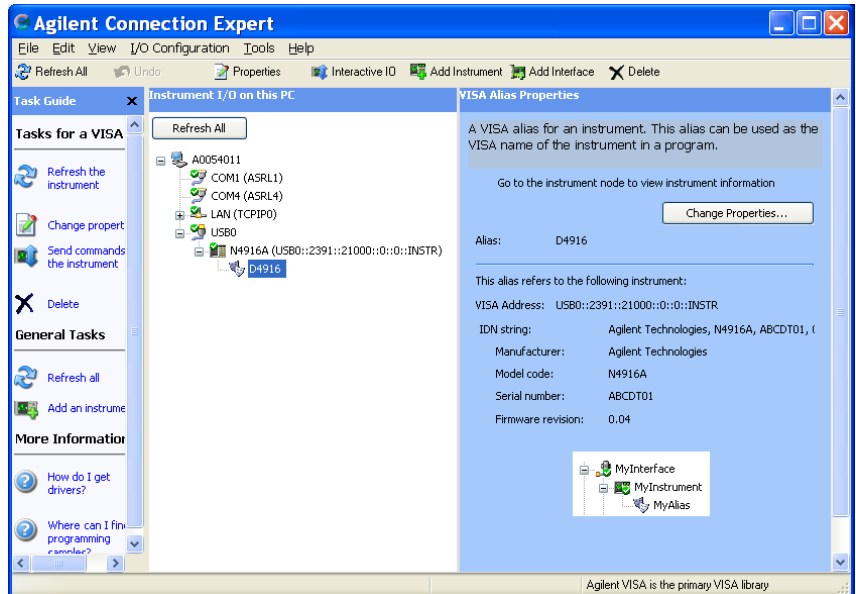 Agilent Connection Expert
File Edit View I/O Configuration Tools Help
Refresh All Undo Properties Interactive IO Add Instrument Add Interface Delete
Task Guide
Tasks for a VISA
Refresh the
instrument
Change propert
Send commands
the instrument
Delete
General Tasks
Refresh all
Add an instrume
More Information
How do I get
drivers?
Where can I find
programming
samples?
Instrument I/O on this PC
Refresh All
A0054011
COM1 (ASRL1)
COM4 (ASRL4)
LAN (TCPIP0)
USB0
N4916A (USB0::2391::21000::0::0::INSTR)
D4916
VISA Alias Properties
A VISA alias for an instrument. This alias can be used as the
VISA name of the instrument in a program.
Go to the instrument node to view instrument information
Change Properties...
Alias: D4916
This alias refers to the following instrument:
VISA Address: USB0::2391::21000::0::0::INSTR
IDN string: Agilent Technologies, N4916A, ABCDT01, (
Manufacturer: Agilent Technologies
Model code: N4916A
Serial number: ABCDT01
Firmware revision: 0.04
MyInterface
MyInstrument
MyAlias
Agilent VISA is the primary VISA library